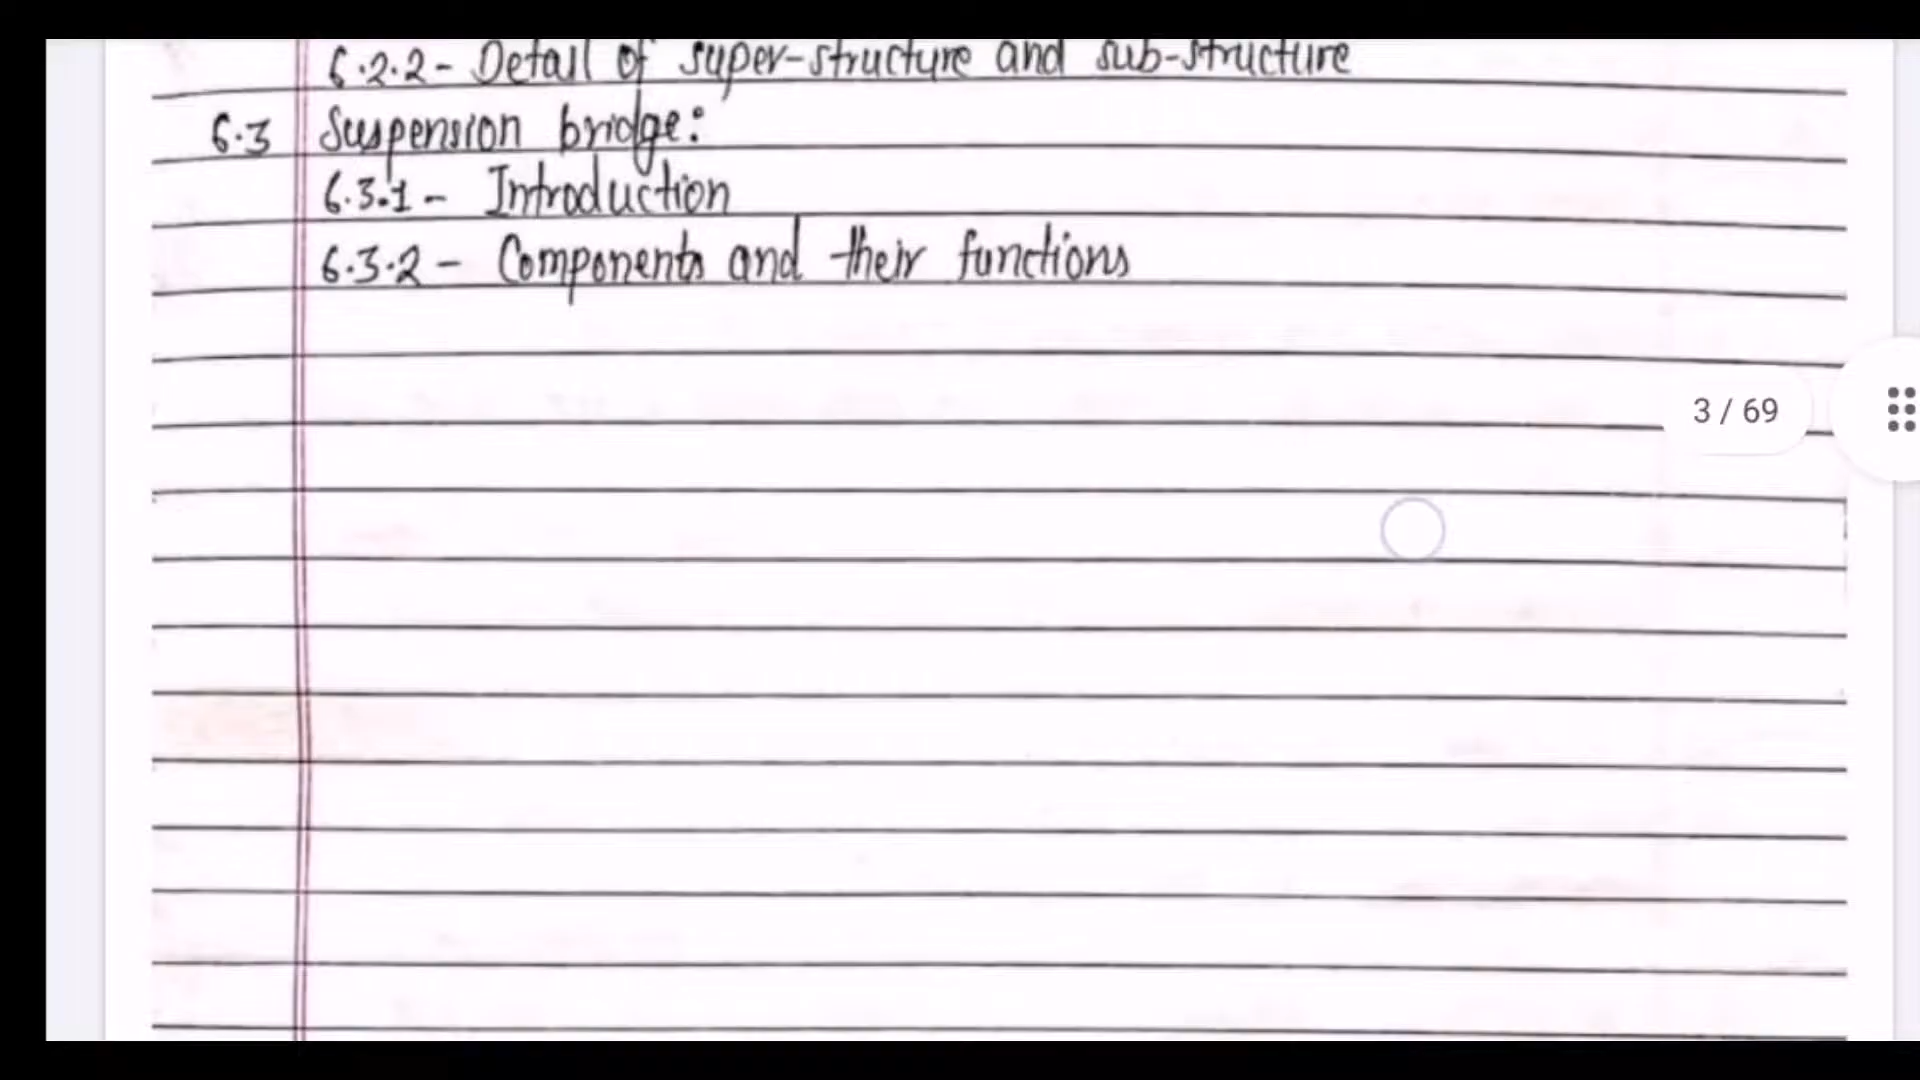 6.2.2- Detail of super-structure and sub-structure
6.3 Suspension bridge:
6.3.1- Introduction
6.3.2- Components and their functions
3 / 69